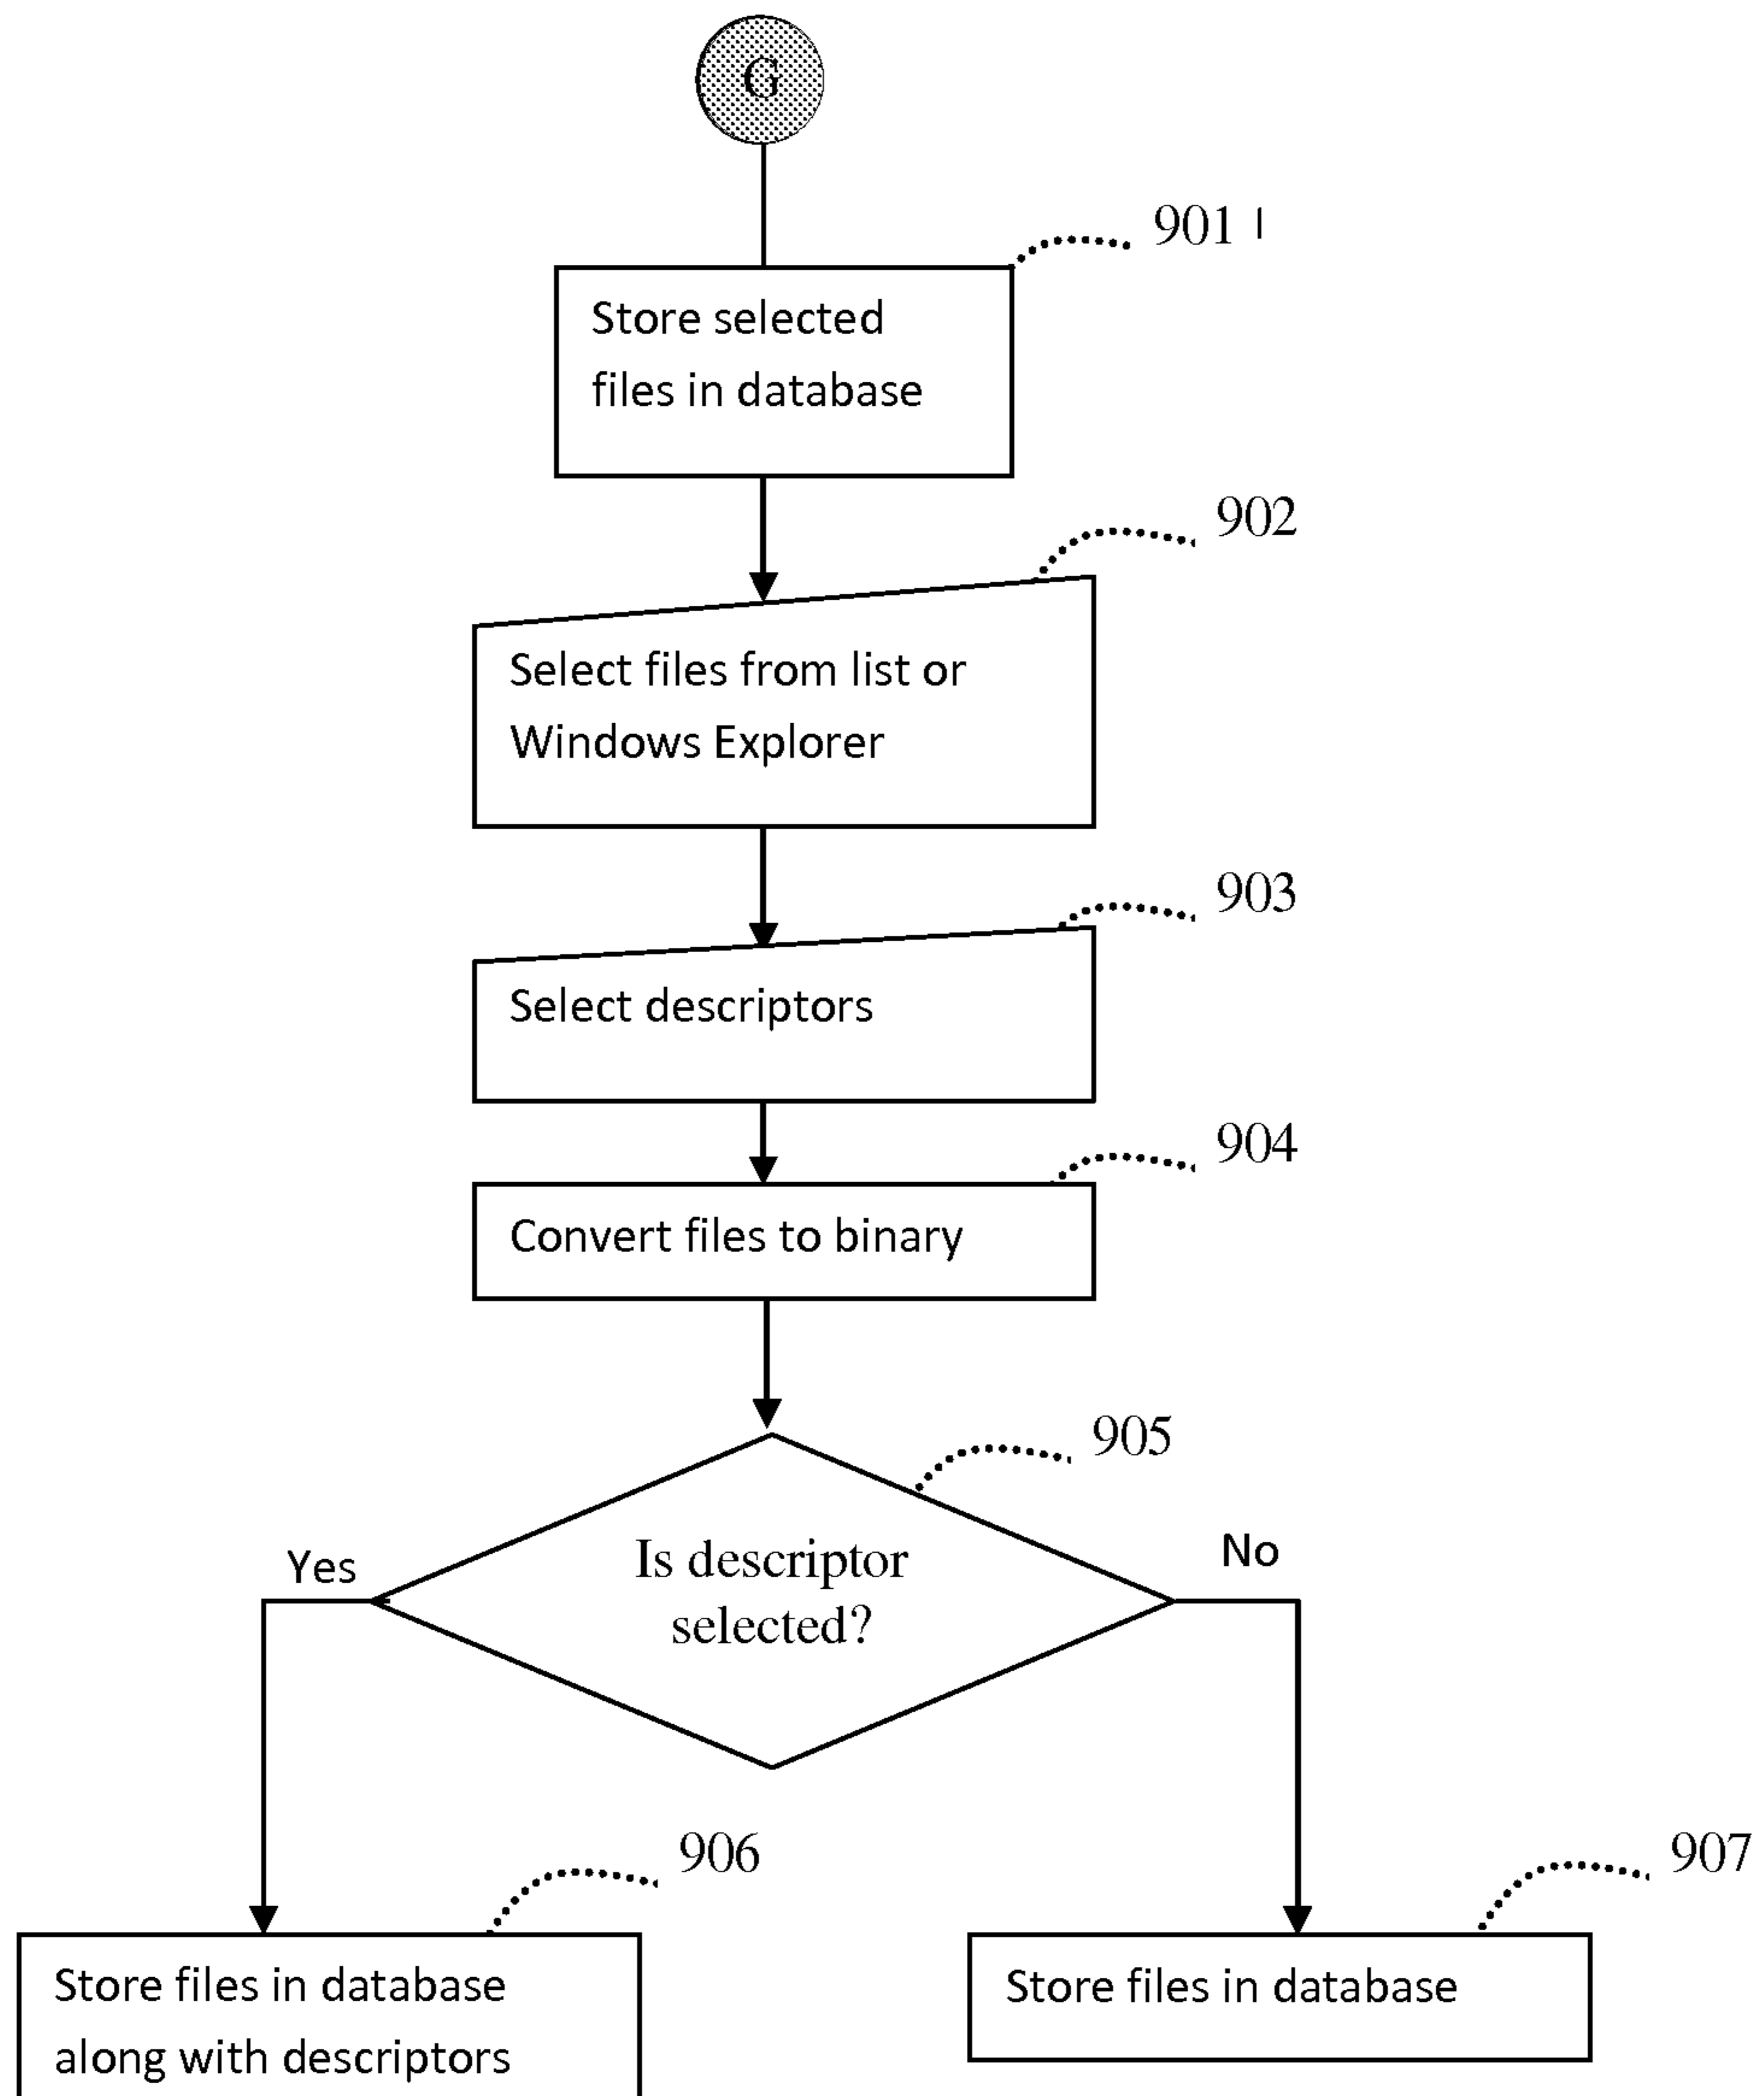 G
901
Store selected
files in database
902
Select files from list or
Windows Explorer
903
Select descriptors
904
Convert files to binary
905
Is descriptor
selected?
Yes
No
906
907
Store files in database
along with descriptors
Store files in database